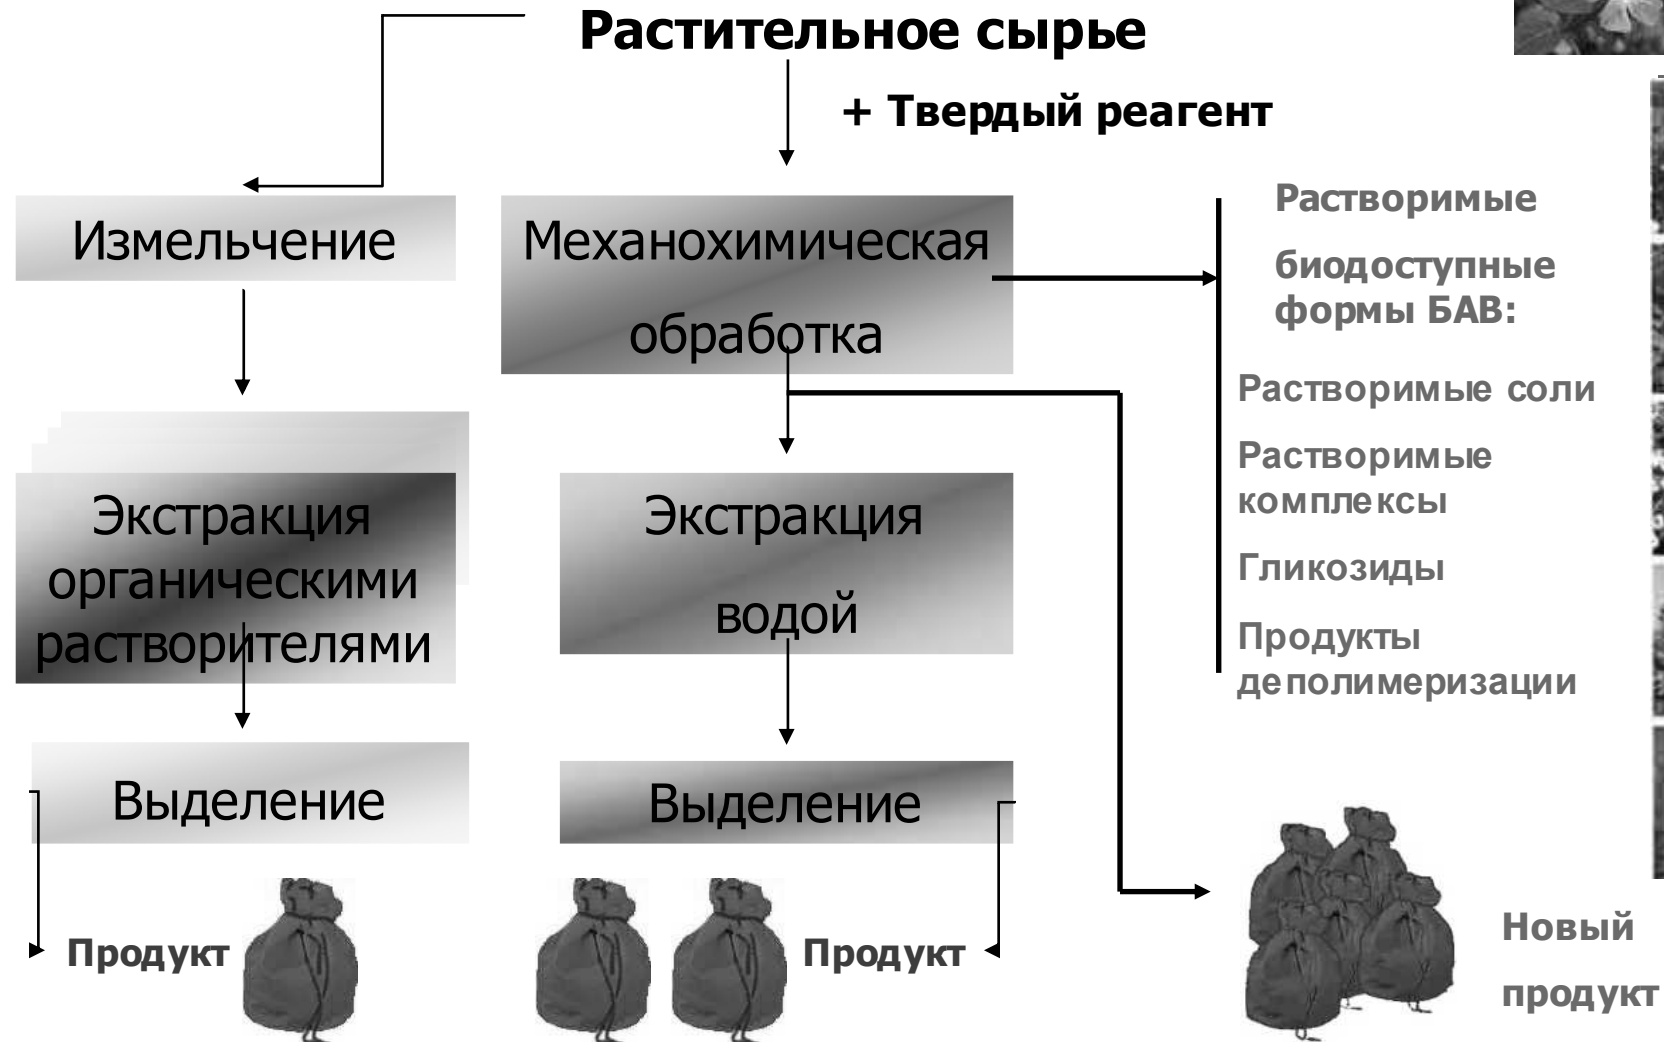 Растительное сырье
+ Твердый реагент
Измельчение
Экстракция
органическими
растворителями
Выделение
Продукт
Механохимическая
обработка
Экстракция
водой
Выделение
Продукт
Растворимые
биодоступные
формы БАВ:
Растворимые соли
Растворимые
комплексы
Гликозиды
Продукты
деполимеризации
Новый
продукт